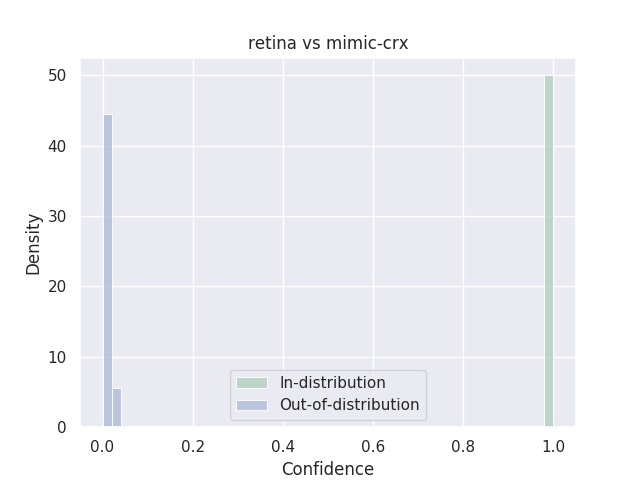 retina vs mimic-crx
50
40
30
20
10
0
Density
0.0 0.2 0.4 0.6 0.8 1.0
Confidence
In-distribution
Out-of-distribution